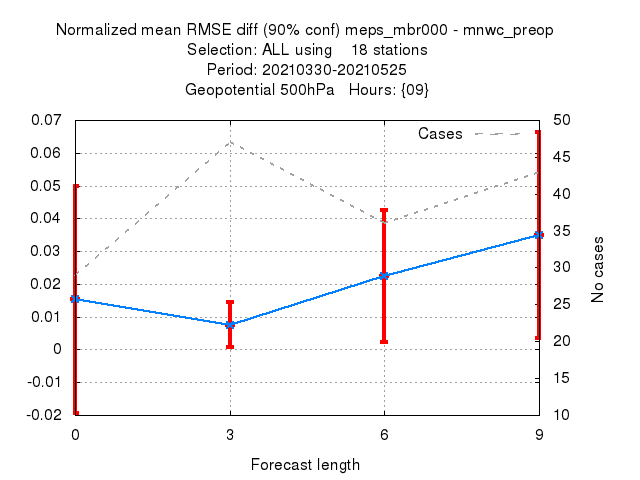 Normalized mean RMSE diff (90% conf) meps_mbr000 - mnwc_preop
Selection: ALL using 18 stations
Period: 20210330-20210525
Geopotential 500hPa Hours: {09}
Cases
0.07
0.06
0.05
0.04
0.03
0.02
0.01
0
-0.01
-0.02
50
45
40
35
30
25
20
15
10
No cases
0 3 6 9
Forecast length